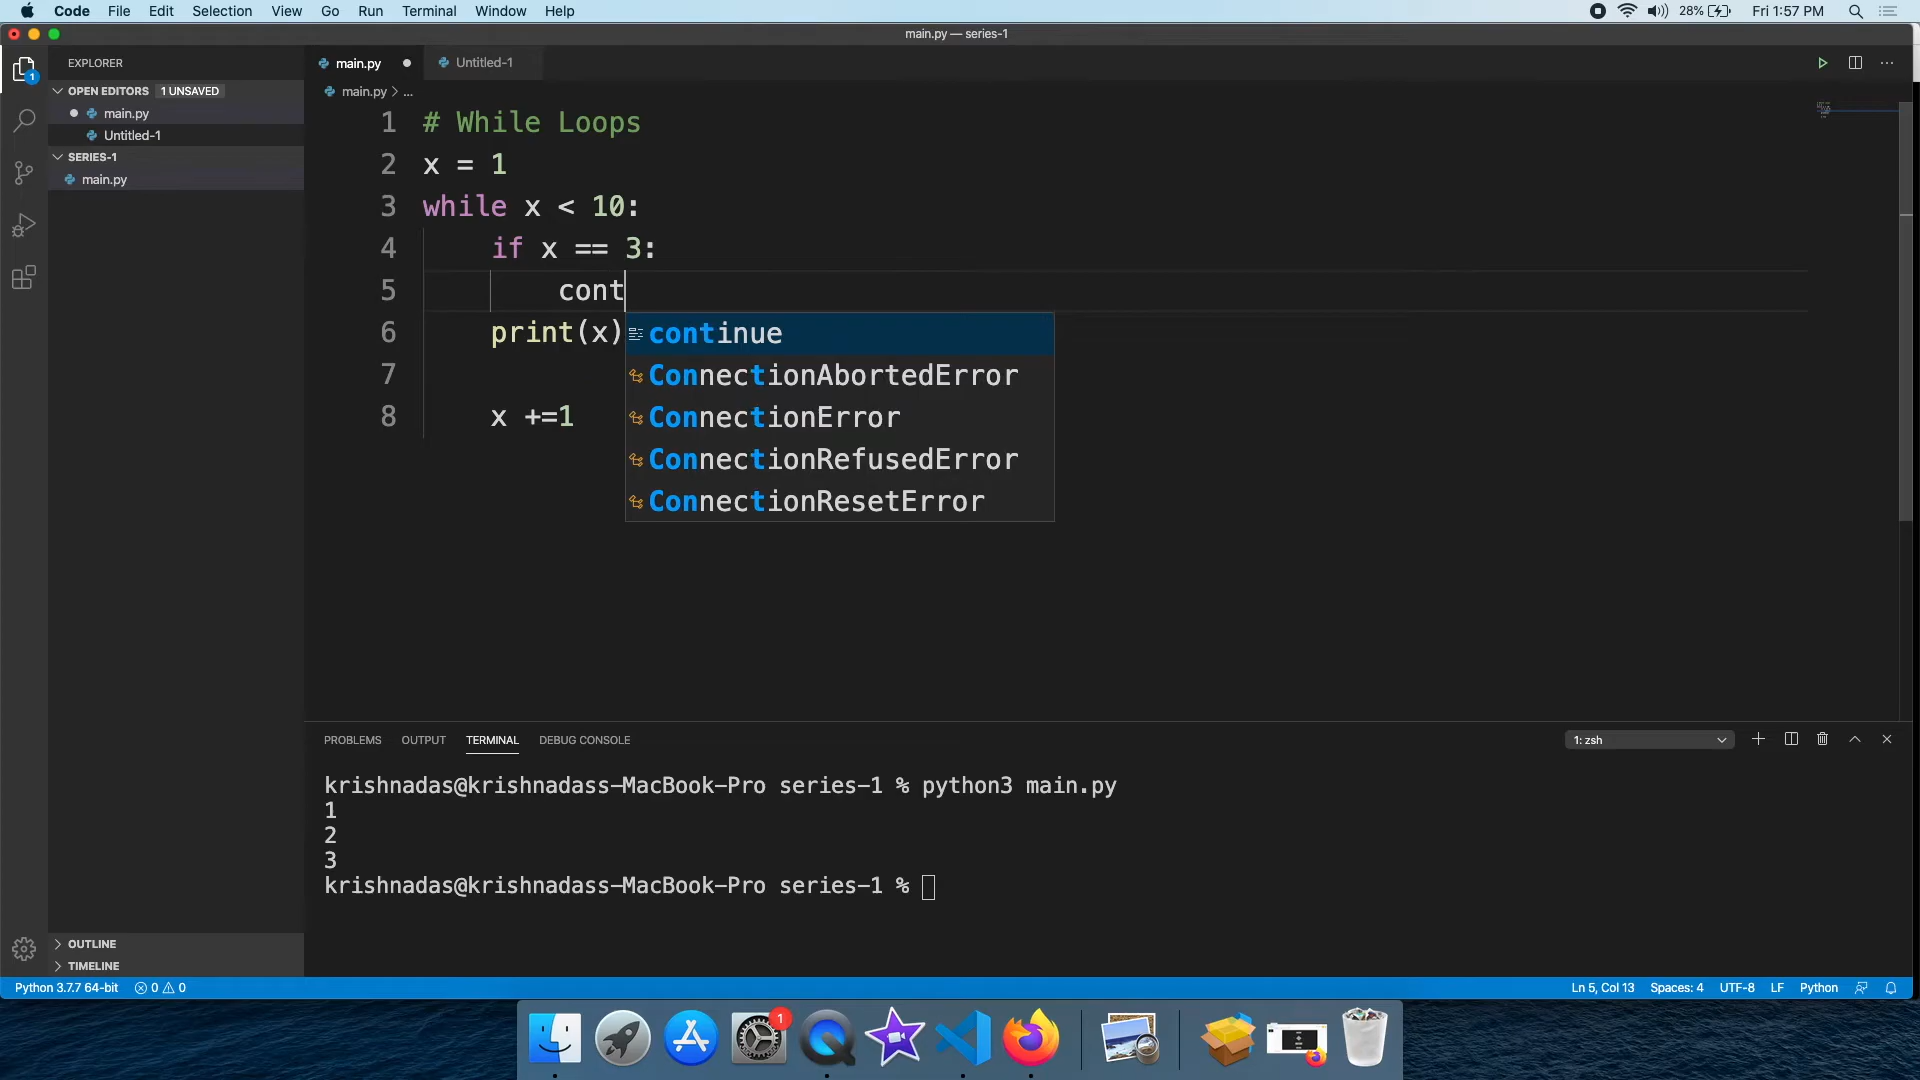 Code File Edit Selection View Go Run Terminal Window Help 28% Fri 1:57 PM
main.py — series-1
EXPLORER
main.py
Untitled-1
OPEN EDITORS 1 UNSAVED
main.py > ...
main.py
Untitled-1
SERIES-1
main.py
1 # While Loops
2 x = 1
3 while x < 10:
4 if x == 3:
5 cont
6 print(x)
7
8 x +=1
continue
ConnectionAbortedError
ConnectionError
ConnectionRefusedError
ConnectionResetError
PROBLEMS OUTPUT TERMINAL DEBUG CONSOLE 1: zsh
krishnadas@krishnadass-MacBook-Pro series-1 % python3 main.py
1
2
3
krishnadas@krishnadass-MacBook-Pro series-1 %
OUTLINE
TIMELINE
Python 3.7.7 64-bit 0 0 Ln 5, Col 13 Spaces: 4 UTF-8 LF Python
1
1